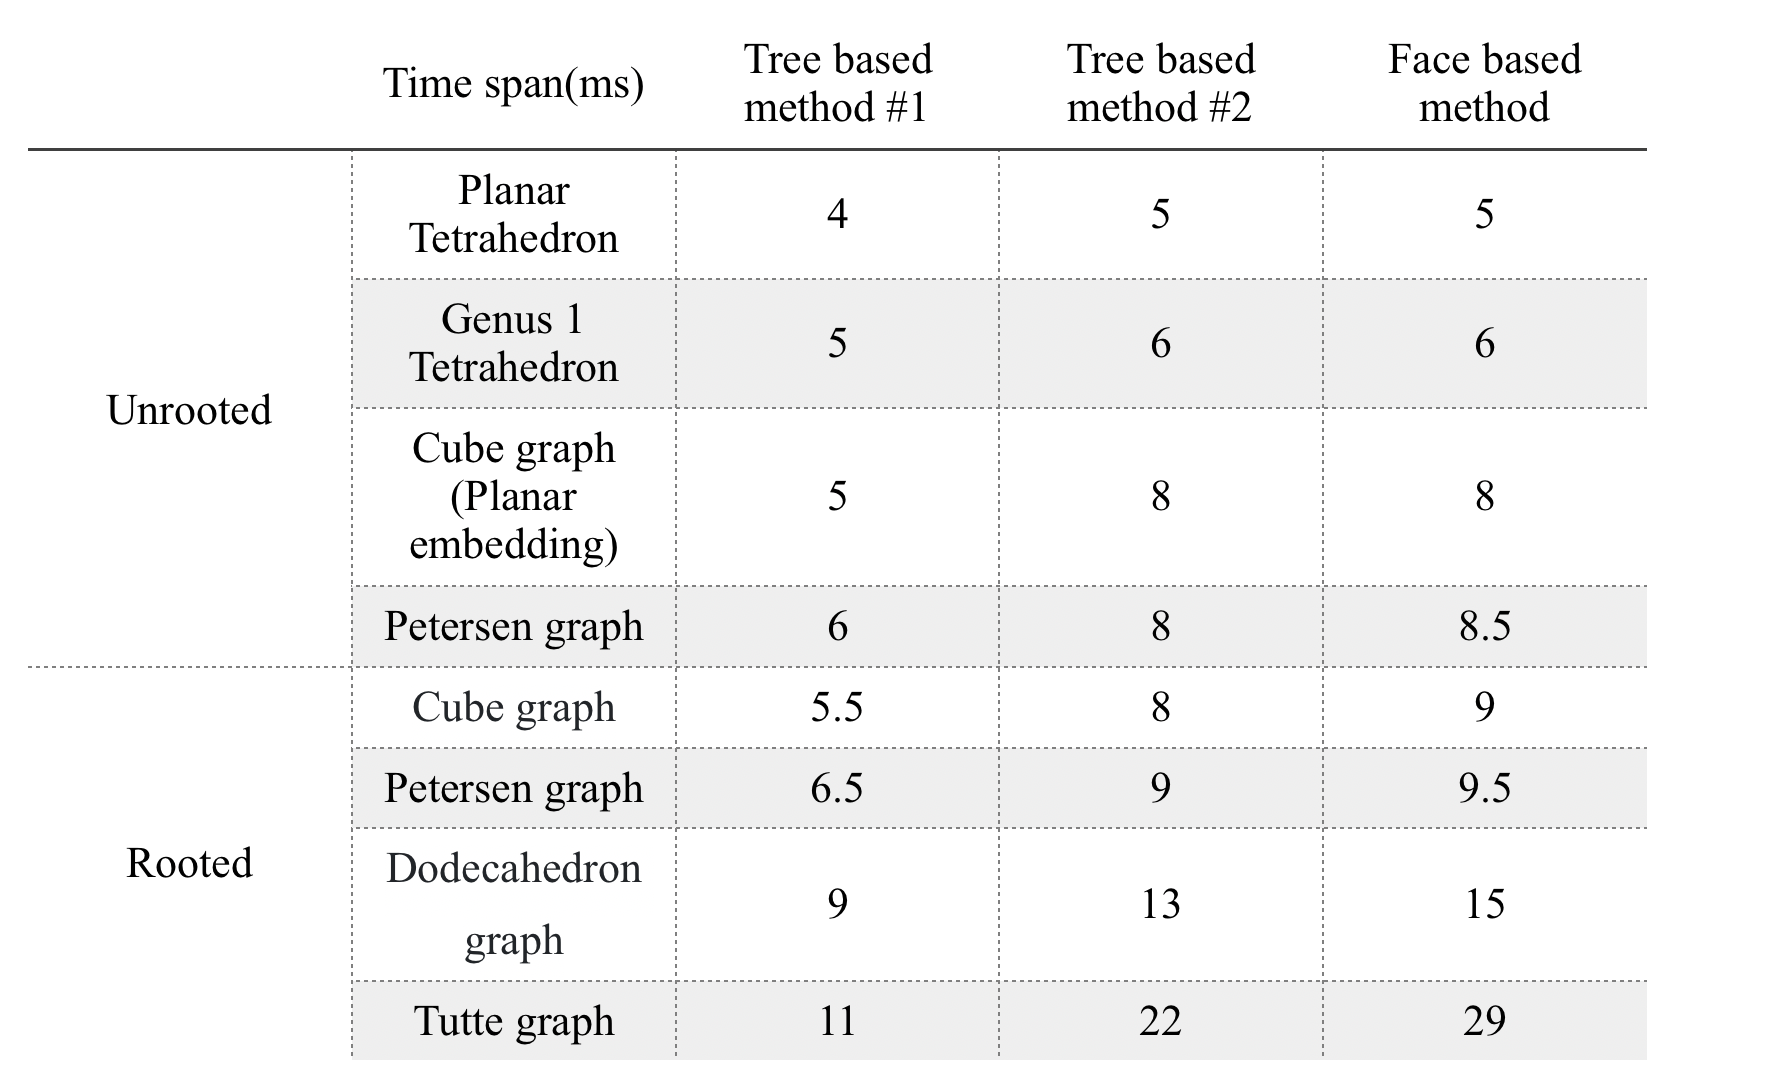 Time span(ms)
Tree based
method #1
Tree based
method #2
Face based
method
Unrooted
Planar
Tetrahedron
4
5
5
Genus 1
Tetrahedron
5
6
6
Cube graph
(Planar
embedding)
5
8
8
Petersen graph
6
8
8.5
Rooted
Cube graph
5.5
8
9
Petersen graph
6.5
9
9.5
Dodecahedron
graph
9
13
15
Tutte graph
11
22
29